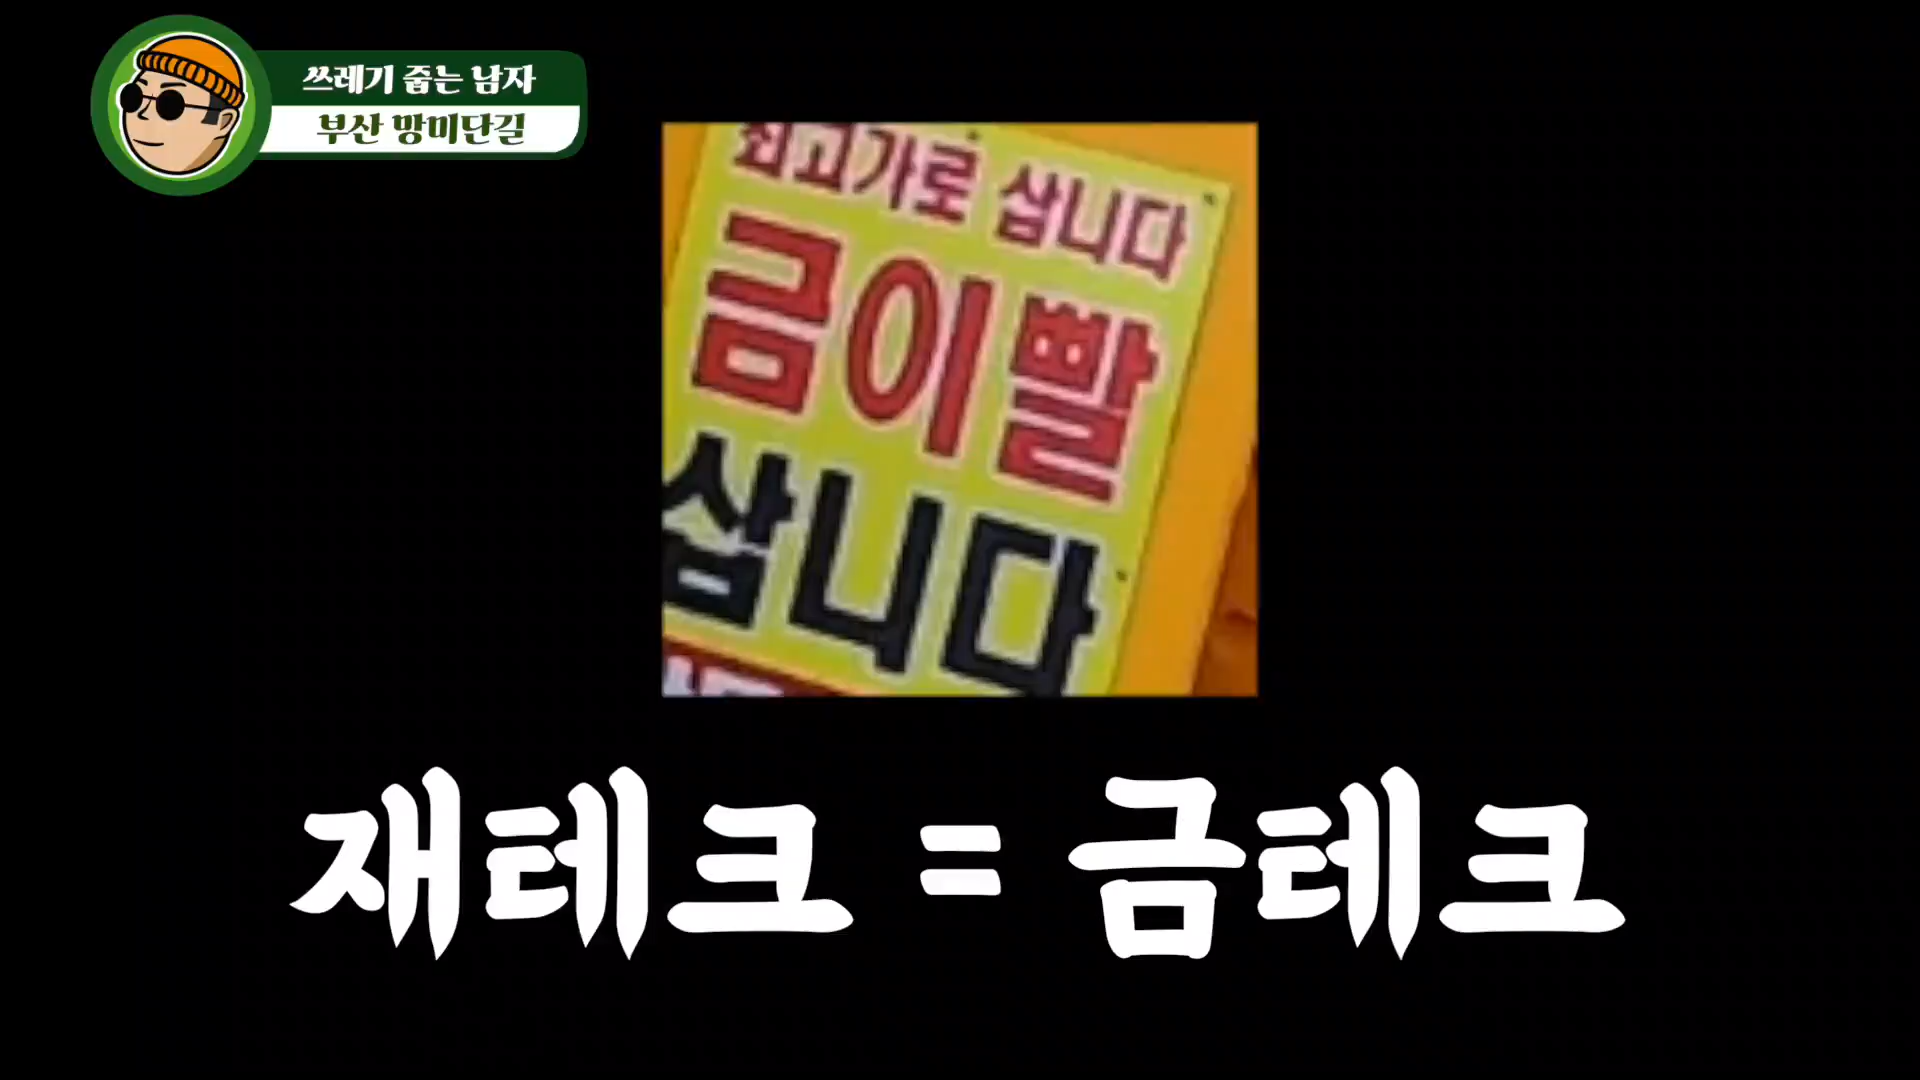 쓰레기 줍는 남자
부산 망미단길
최고가로 삽니다
금이빨
삽니다
재테크 = 금테크